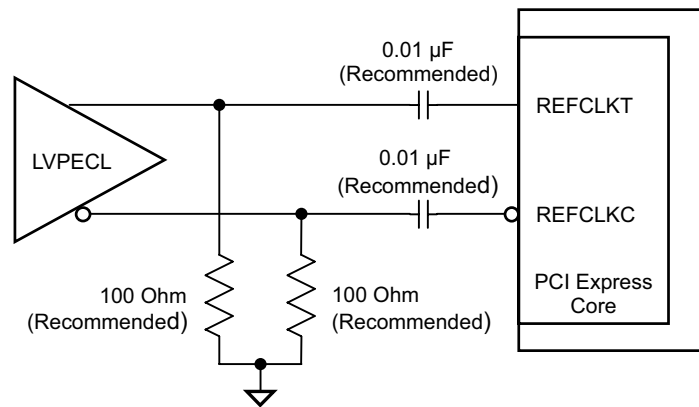 0.01 µF
(Recommended)
REFCLKT
LVPECL
0.01 µF
(Recommended)
REFCLKC
100 Ohm
(Recommended)
100 Ohm
(Recommended)
PCI Express
Core